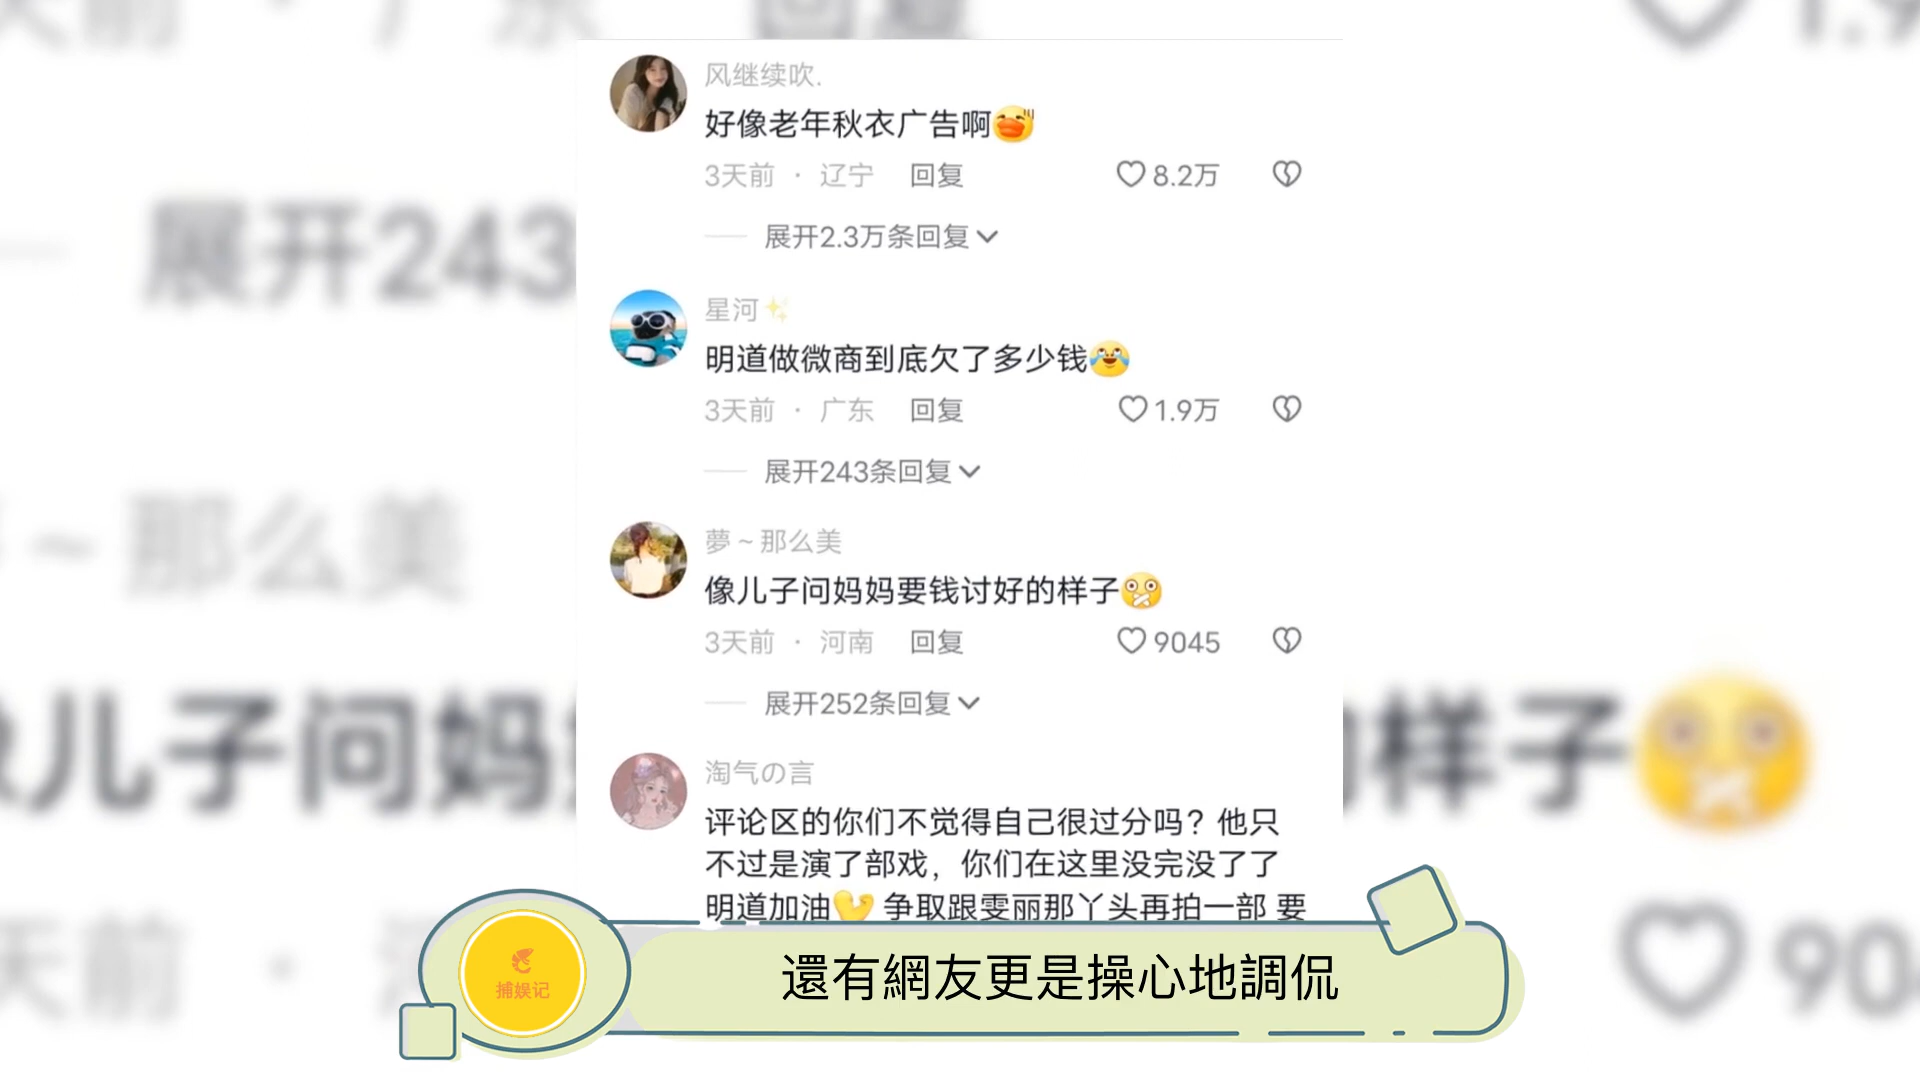 风继续吹.
好像老年秋衣广告啊
3天前 · 辽宁 回复 8.2万
展开2.3万条回复
星河
明道做微商到底欠了多少钱
3天前 · 广东 回复 1.9万
展开243条回复
夢~那么美
像儿子问妈妈要钱讨好的样子
3天前 · 河南 回复 9045
展开252条回复
淘气の言
评论区的你们不觉得自己很过分吗？他只
不过是演了部戏，你们在这里没完没了了
明道加油 争取跟雯丽那丫头再拍一部 要
捕娱记
還有網友更是操心地調侃